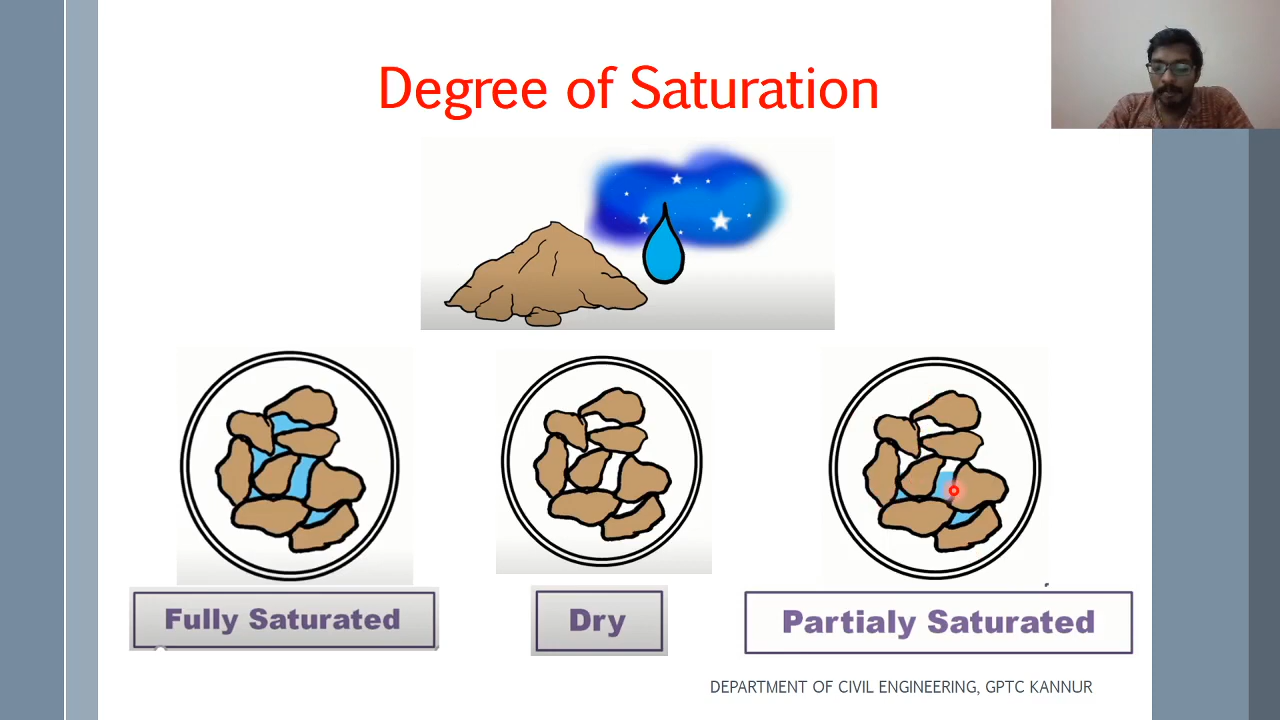 Degree of Saturation
Fully Saturated
Dry
Partialy Saturated
DEPARTMENT OF CIVIL ENGINEERING, GPTC KANNUR